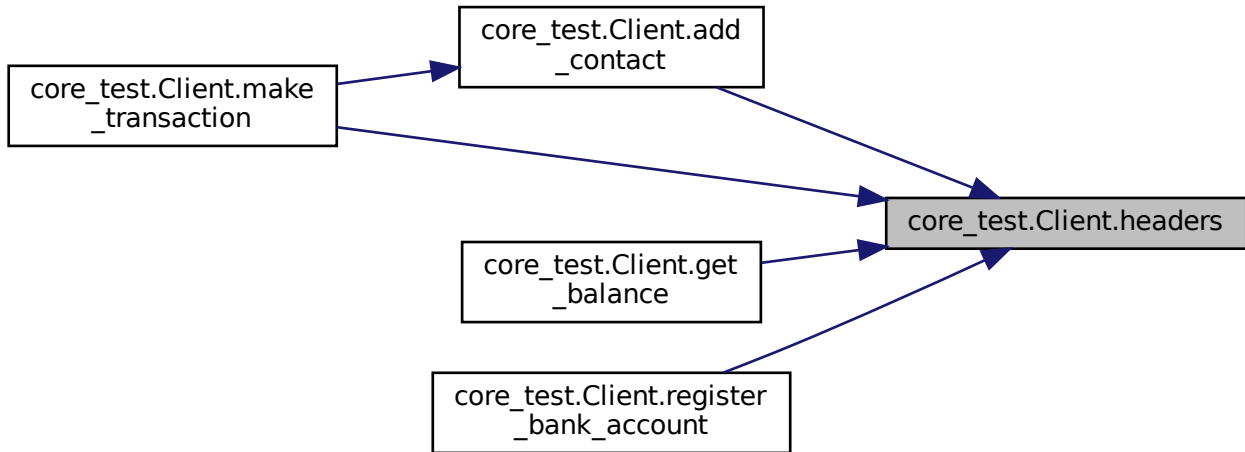 core_test.Client.make
_transaction
core_test.Client.add
_contact
core_test.Client.get
_balance
core_test.Client.register
_bank_account
core_test.Client.headers